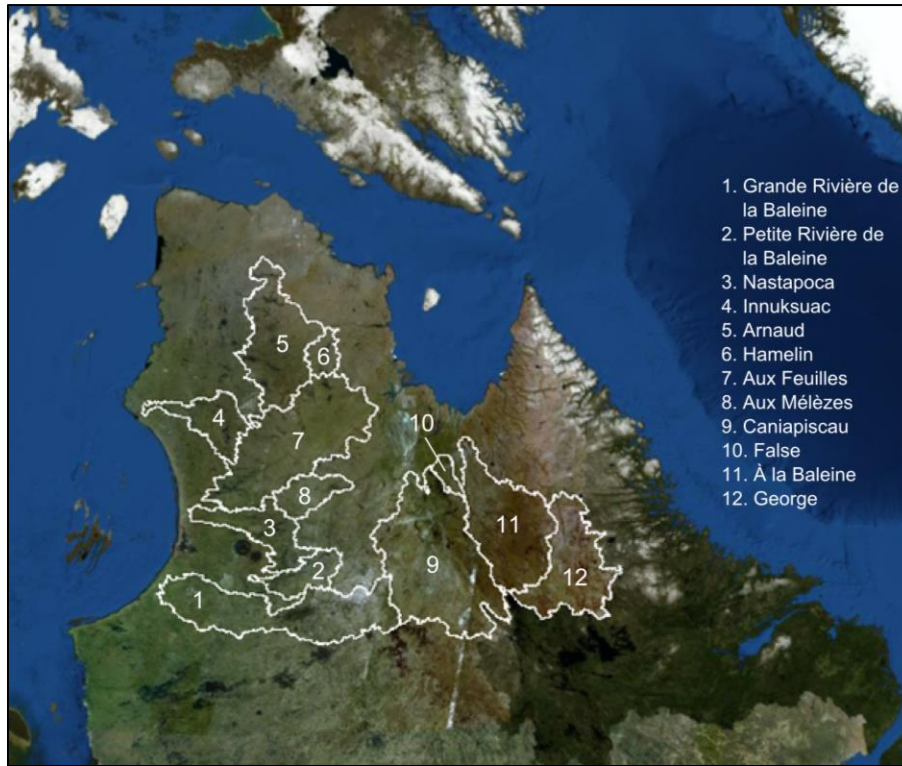 1. Grande Rivière de
la Baleine
2. Petite Rivière de
la Baleine
3. Nastapoca
4. Innuksuac
5. Arnaud
6. Hamelin
7. Aux Feuilles
8. Aux Mélèzes
9. Caniapiscau
10. False
11. À la Baleine
12. George
5
6
4
7
10
8
3
11
2
9
12
1